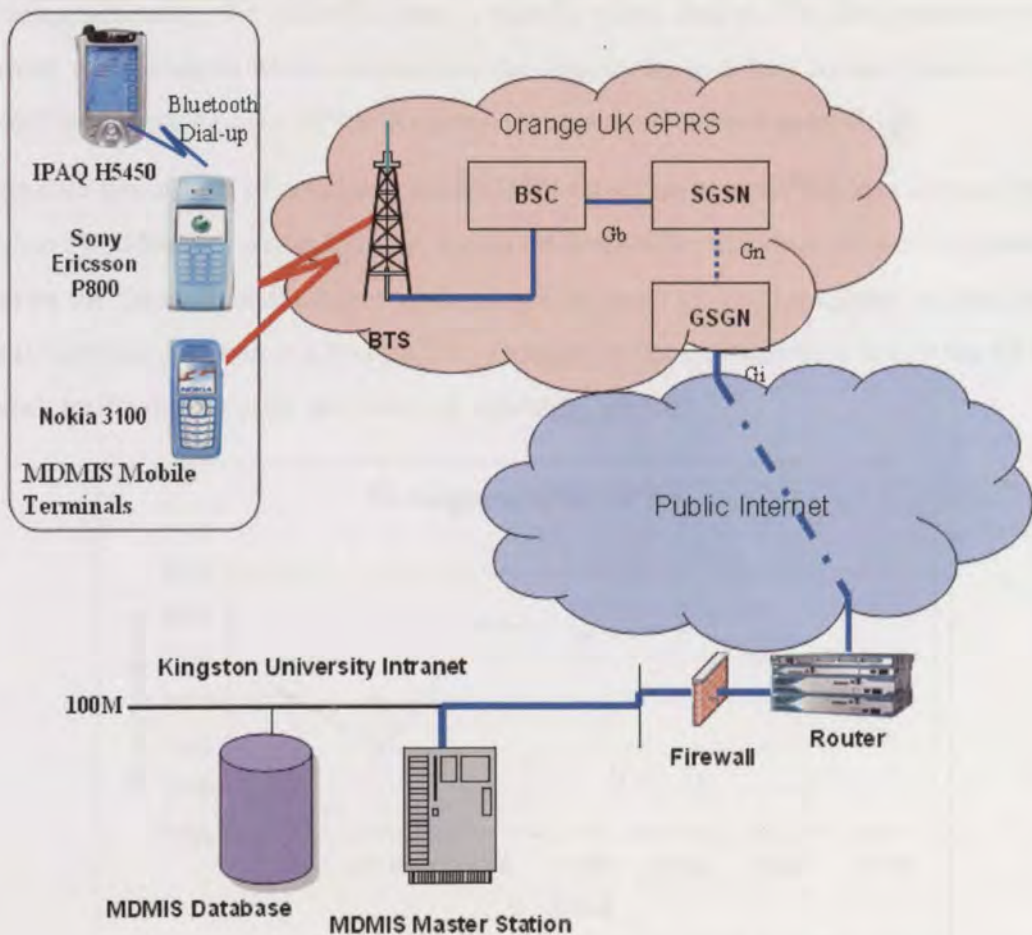 Bluetooth
Dial-up
IPAQ H5450
Sony
Ericsson
P800
Nokia 3100
NOKIA
MDMIS Mobile
Terminals
Orange UK GPRS
BSC
SGSN
Gb
Gn
GSGN
BTS
Gi
Public Internet
Kingston University Intranet
100M
Firewall
Router
MDMIS Database
MDMIS Master Station